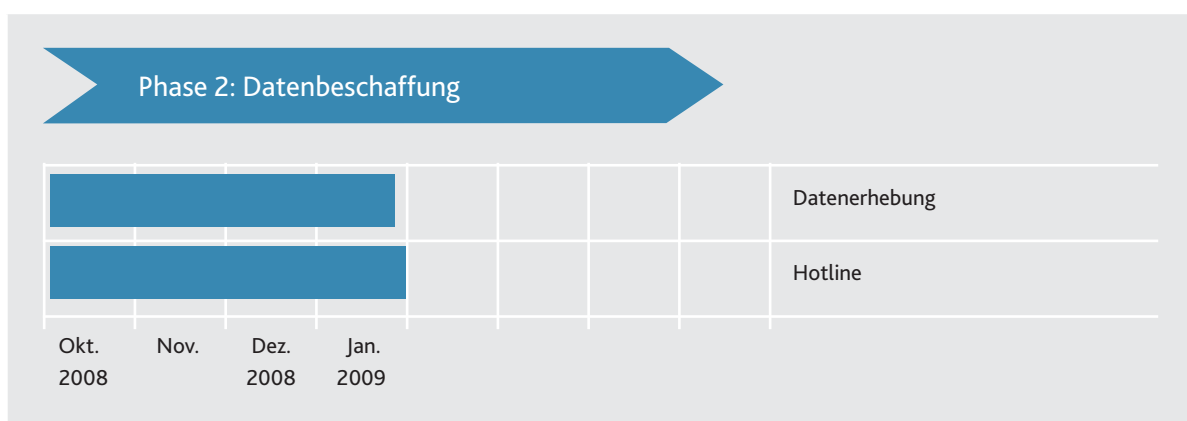 Phase 2: Datenbeschaffung
Datenerhebung
Hotline
Okt. Nov. Dez. Jan.
2008 2008 2009